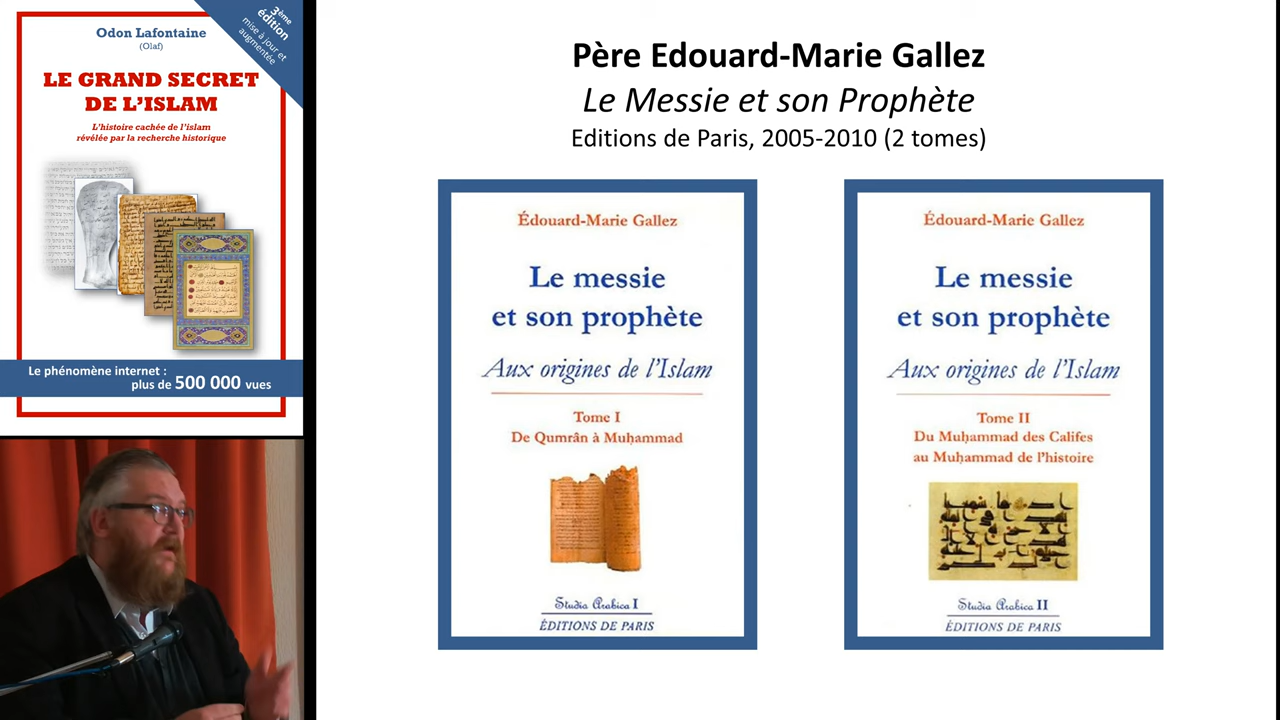 Odon Lafontaine
(Olaf)
3ème
édition
mise à jour et
augmentée
LE GRAND SECRET
DE L'ISLAM
L'histoire cachée de l'islam
révélée par la recherche historique
Le phénomène internet :
plus de 500 000 vues
Père Edouard-Marie Gallez
Le Messie et son Prophète
Editions de Paris, 2005-2010 (2 tomes)
Édouard-Marie Gallez
Le messie
et son prophète
Aux origines de l'Islam
Tome I
De Qumrân à Muḥammad
Studia Arabica I
ÉDITIONS DE PARIS
Édouard-Marie Gallez
Le messie
et son prophète
Aux origines de l'Islam
Tome II
Du Muḥammad des Califes
au Muḥammad de l'histoire
Studia Arabica II
ÉDITIONS DE PARIS